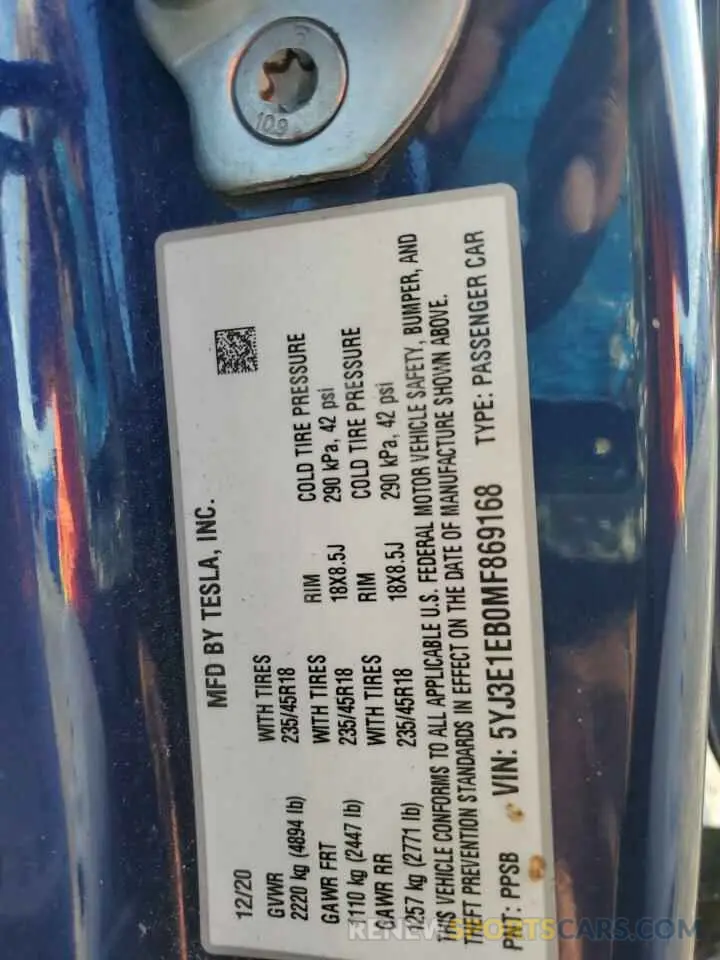 10.9
MFD BY TESLA, INC.
12/20
GVWR WITH TIRES RIM COLD TIRE PRESSURE
2220 kg (4894 lb) 235/45R18 18X8.5J 290 kPa, 42 psi
GAWR FRT WITH TIRES RIM COLD TIRE PRESSURE
1110 kg (2447 lb) 235/45R18 18X8.5J 290 kPa, 42 psi
GAWR RR WITH TIRES
1257 kg (2771 lb) 235/45R18
THIS VEHICLE CONFORMS TO ALL APPLICABLE U.S. FEDERAL MOTOR VEHICLE SAFETY, BUMPER, AND
THEFT PREVENTION STANDARDS IN EFFECT ON THE DATE OF MANUFACTURE SHOWN ABOVE.
PNT: PPSB VIN: 5YJ3E1EB0MF869168 TYPE: PASSENGER CAR
RENEWSPORTSCARS.COM